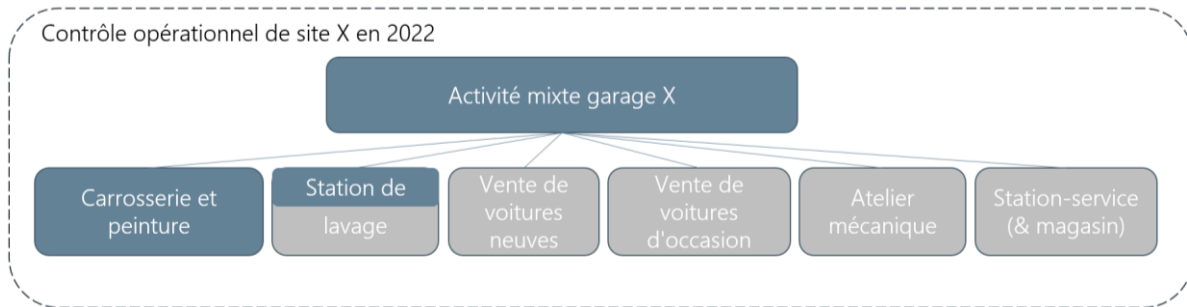 Contrôle opérationnel de site X en 2022
Activité mixte garage X
Carrosserie et
peinture
Station de
lavage
Vente de
voitures
neuves
Vente de
voitures
d'occasion
Atelier
mécanique
Station-service
(& magasin)